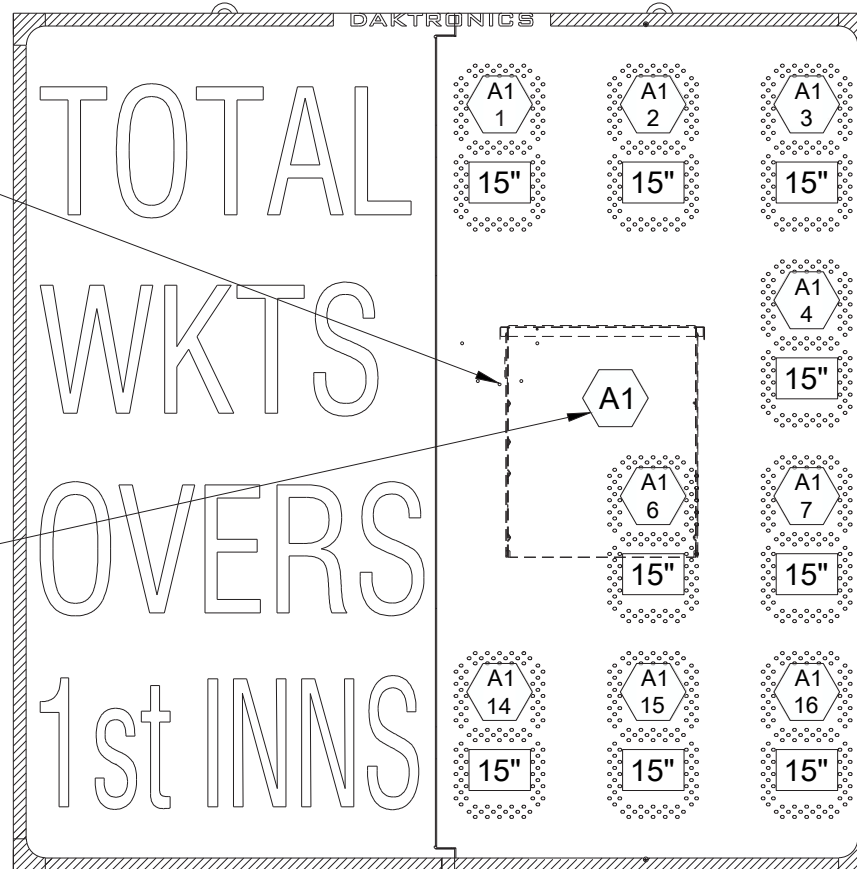 DAKTRONICS
TOTAL
A1 A1 A1
1 2 3
15" 15" 15"
WKTS
A1
4
15"
A1
OVERS
A1 A1
6 7
15" 15"
1st INNS
A1 A1 A1
14 15 16
15" 15" 15"